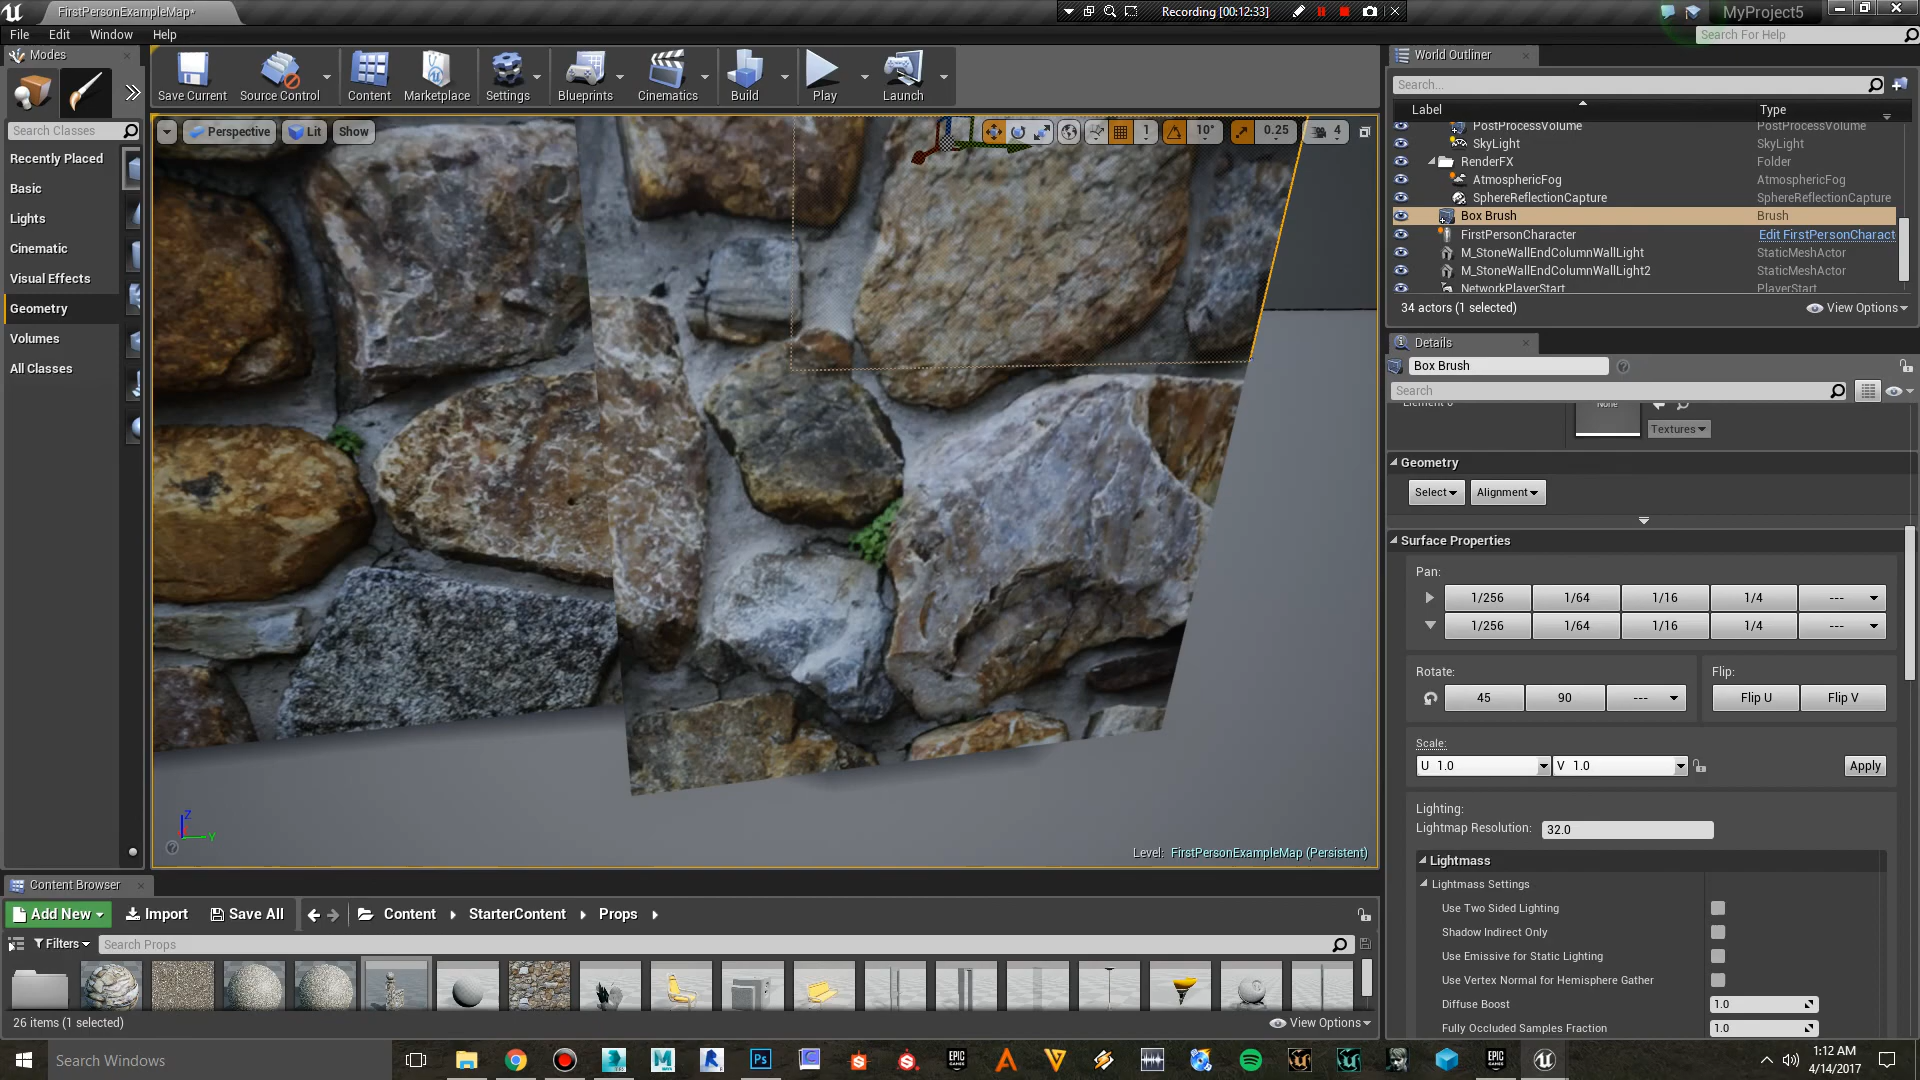 FirstPersonExampleMap*
Recording [00:12:33]
MyProject5
File Edit Window Help
Search For Help
Modes
Search Classes
Recently Placed
Basic
Lights
Cinematic
Visual Effects
Geometry
Volumes
All Classes
Save Current
Source Control
Content
Marketplace
Settings
Blueprints
Cinematics
Build
Play
Launch
Perspective
Lit
Show
1
10°
0.25
4
Level: FirstPersonExampleMap (Persistent)
World Outliner
Search...
Label Type
PostProcessVolume PostProcessVolume
SkyLight SkyLight
RenderFX Folder
AtmosphericFog AtmosphericFog
SphereReflectionCapture SphereReflectionCapture
Box Brush Brush
FirstPersonCharacter Edit FirstPersonCharact
M_StoneWallEndColumnWallLight StaticMeshActor
M_StoneWallEndColumnWallLight2 StaticMeshActor
NetworkPlayerStart PlayerStart
34 actors (1 selected)
View Options
Details
Box Brush
Search
Element 0
None
Textures
Geometry
Select Alignment
Surface Properties
Pan:
1/256 1/64 1/16 1/4 ---
1/256 1/64 1/16 1/4 ---
Rotate: Flip:
45 90 --- Flip U Flip V
Scale:
U 1.0 V 1.0 Apply
Lighting:
Lightmap Resolution: 32.0
Lightmass
Lightmass Settings
Use Two Sided Lighting
Shadow Indirect Only
Use Emissive for Static Lighting
Use Vertex Normal for Hemisphere Gather
Diffuse Boost 1.0
Fully Occluded Samples Fraction 1.0
Content Browser
Add New Import Save All Content StarterContent Props
Filters Search Props
26 items (1 selected)
View Options
Search Windows
1:12 AM
4/14/2017